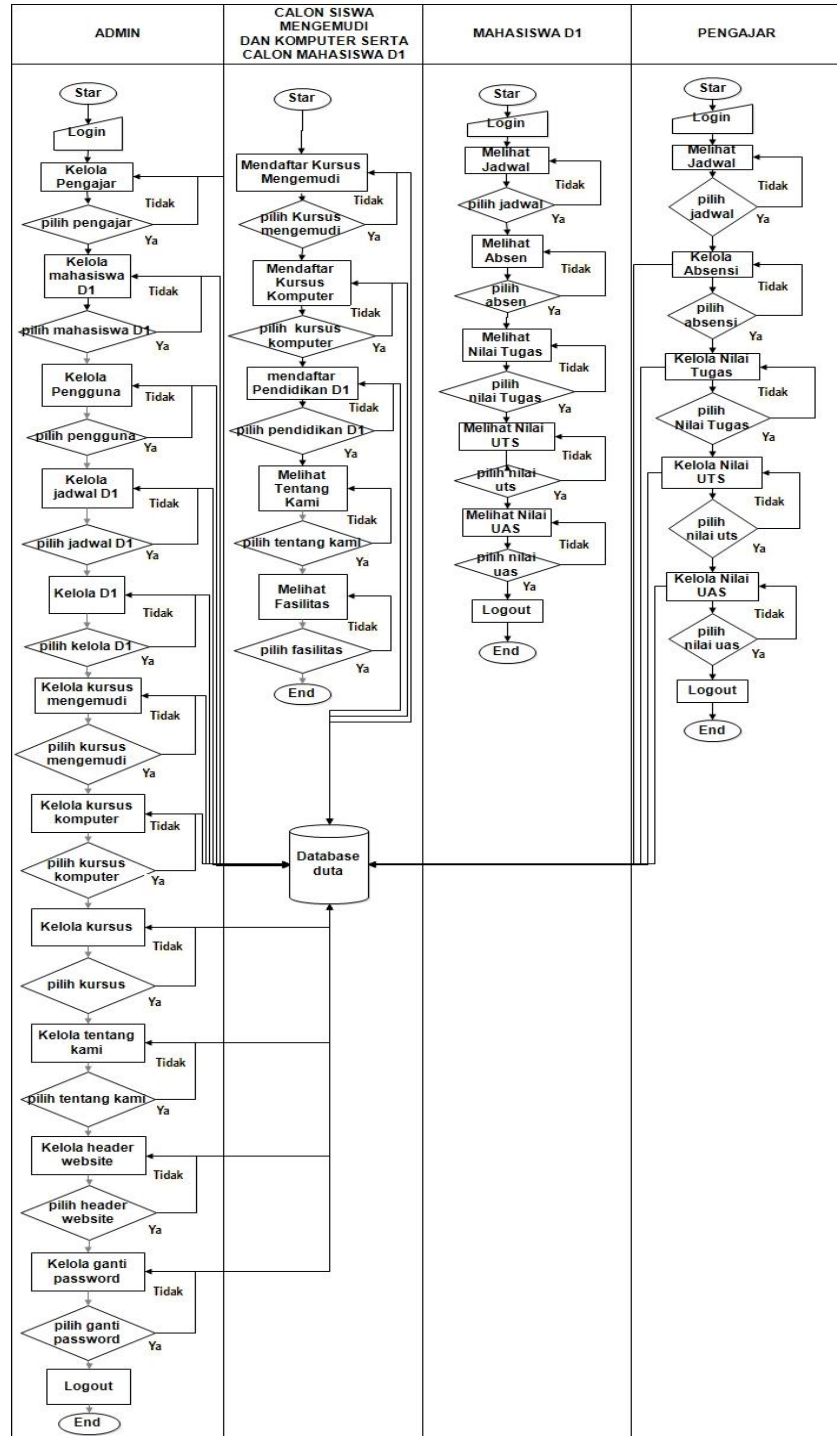 ADMIN
CALON SISWA
MENGEMUDI
DAN KOMPUTER SERTA
CALON MAHASISWA D1
MAHASISWA D1
PENGAJAR
Star
Login
Kelola
Pengajar
Tidak
pilih pengajar
Ya
Kelola
mahasiswa
D1
Tidak
pilih mahasiswa D1
Ya
Kelola
Pengguna
Tidak
pilih pengguna
Ya
Kelola
jadwal D1
Tidak
pilih jadwal D1
Ya
Kelola D1
Tidak
pilih kelola D1
Ya
Kelola kursus
mengemudi
Tidak
pilih kursus
mengemudi
Ya
Kelola kursus
komputer
Tidak
pilih kursus
komputer
Ya
Kelola kursus
Tidak
pilih kursus
Ya
Kelola tentang
kami
Tidak
pilih tentang kami
Ya
Kelola header
website
Tidak
pilih header
website
Ya
Kelola ganti
password
Tidak
pilih ganti
password
Ya
Logout
End
Star
Mendaftar Kursus
Mengemudi
Tidak
pilih Kursus
mengemudi
Ya
Mendaftar
Kursus
Komputer
Tidak
pilih kursus
komputer
Ya
mendaftar
Pendidikan D1
Tidak
pilih pendidikan D1
Ya
Melihat
Tentang
Kami
Tidak
pilih tentang kami
Ya
Melihat
Fasilitas
Tidak
pilih fasilitas
Ya
End
Database
duta
Star
Login
Melihat
Jadwal
Tidak
pilih jadwal
Ya
Melihat
Absen
Tidak
pilih
absen
Ya
Melihat
Nilai Tugas
Tidak
pilih
nilai Tugas
Ya
Melihat Nilai
UTS
Tidak
pilih nilai
uts
Ya
Melihat Nilai
UAS
Tidak
pilih nilai
uas
Ya
Logout
End
Star
Login
Melihat
Jadwal
Tidak
pilih
jadwal
Ya
Kelola
Absensi
Tidak
pilih
absensi
Ya
Kelola Nilai
Tugas
Tidak
pilih
Nilai Tugas
Ya
Kelola Nilai
UTS
Tidak
pilih
nilai uts
Ya
Kelola Nilai
UAS
Tidak
pilih
nilai uas
Ya
Logout
End